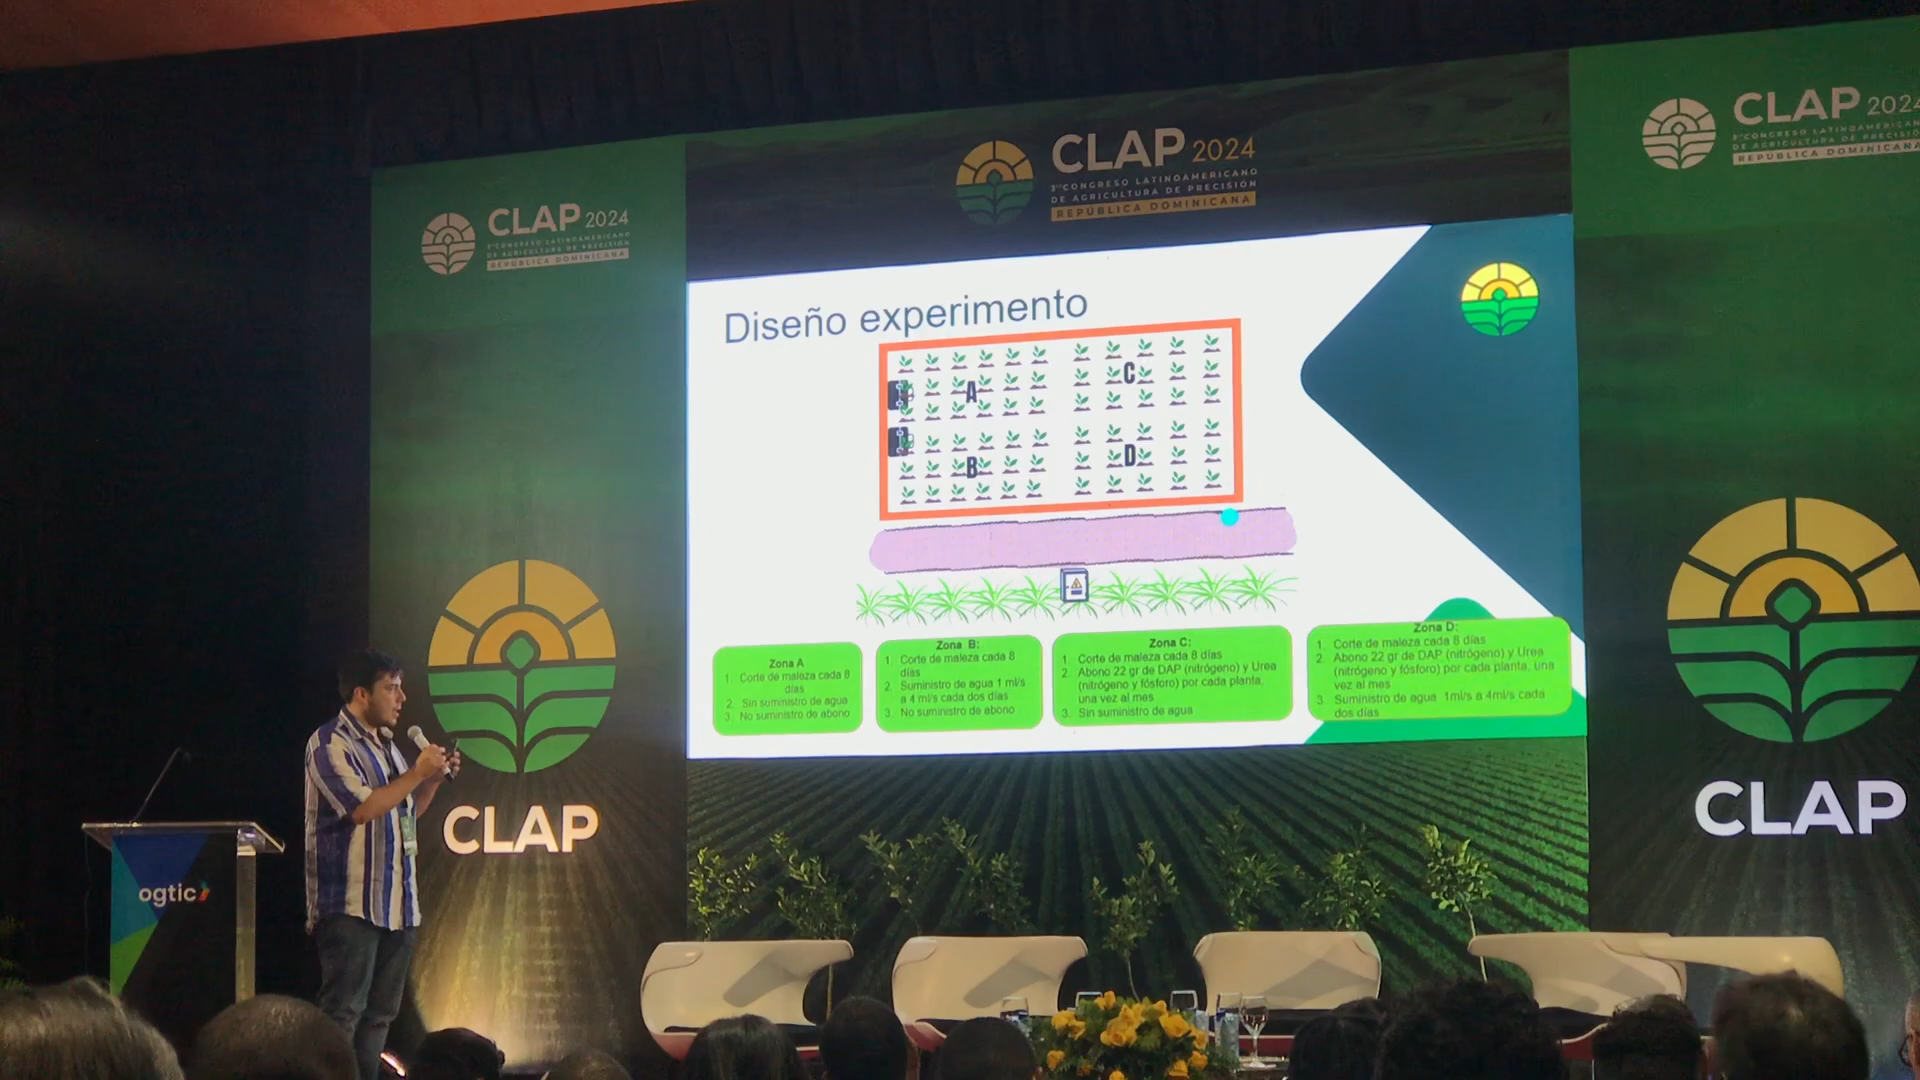 CLAP 2024
3er CONGRESO LATINOAMERICANO
DE AGRICULTURA DE PRECISIÓN
REPÚBLICA DOMINICANA
CLAP 2024
3er CONGRESO LATINOAMERICANO
DE AGRICULTURA DE PRECISIÓN
REPÚBLICA DOMINICANA
CLAP 2024
3er CONGRESO LATINOAMERICANO
DE AGRICULTURA DE PRECISIÓN
REPÚBLICA DOMINICANA
Diseño experimento
A
C
B
D
Zona A
1. Corte de maleza cada 8
días
2. Sin suministro de agua
3. No suministro de abono
Zona B:
1. Corte de maleza cada 8
días
2. Suministro de agua 1 ml/s
a 4 ml/s cada dos días
3. No suministro de abono
Zona C:
1. Corte de maleza cada 8 días
2. Abono 22 gr de DAP (nitrógeno) y Urea
(nitrógeno y fósforo) por cada planta,
una vez al mes
3. Sin suministro de agua
Zona D:
1. Corte de maleza cada 8 días
2. Abono 22 gr de DAP (nitrógeno) y Urea
(nitrógeno y fósforo) por cada planta, una
vez al mes
3. Suministro de agua 1ml/s a 4ml/s cada
dos días
CLAP
CLAP
ogtic